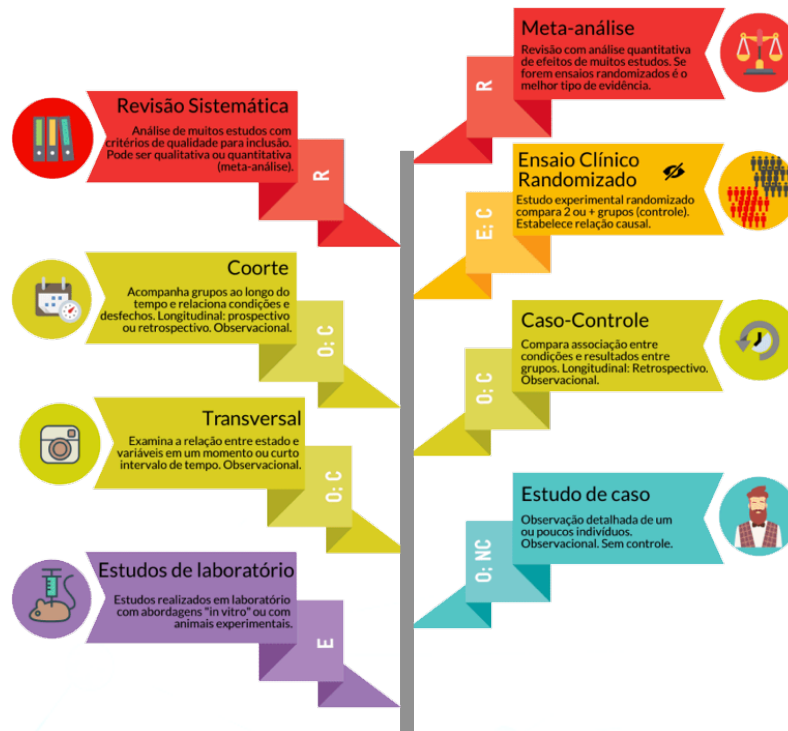 Meta-análise
Revisão com análise quantitativa
de efeitos de muitos estudos. Se
forem ensaios randomizados é o
melhor tipo de evidência.
R
Revisão Sistemática
Análise de muitos estudos com
critérios de qualidade para inclusão.
Pode ser qualitativa ou quantitativa
(meta-análise).
R
Ensaio Clínico
Randomizado
Estudo experimental randomizado
compara 2 ou + grupos (controle).
Estabelece relação causal.
E; C
Coorte
Acompanha grupos ao longo do
tempo e relaciona condições e
desfechos. Longitudinal: prospectivo
ou retrospectivo. Observacional.
O; C
Caso-Controle
Compara associação entre
condições e resultados entre
grupos. Longitudinal: Retrospectivo.
Observacional.
O; C
Transversal
Examina a relação entre estado e
variáveis em um momento ou curto
intervalo de tempo. Observacional.
O; C
Estudo de caso
Observação detalhada de um
ou poucos indivíduos.
Observacional. Sem controle.
O; NC
Estudos de laboratório
Estudos realizados em laboratório
com abordagens "in vitro" ou com
animais experimentais.
E